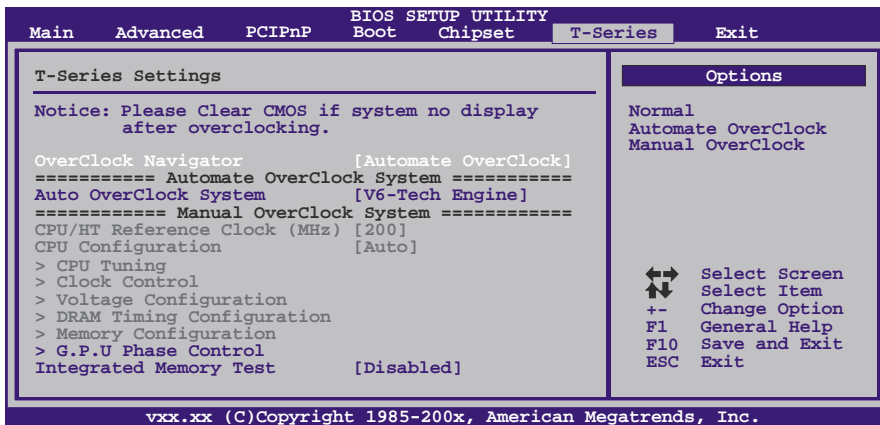 BIOS SETUP UTILITY
Main Advanced PCIPnP Boot Chipset T-Series Exit
T-Series Settings
Notice: Please Clear CMOS if system no display
after overclocking.
OverClock Navigator [Automate OverClock]
=========== Automate OverClock System ===========
Auto OverClock System [V6-Tech Engine]
============ Manual OverClock System ============
CPU/HT Reference Clock (MHz) [200]
CPU Configuration [Auto]
> CPU Tuning
> Clock Control
> Voltage Configuration
> DRAM Timing Configuration
> Memory Configuration
> G.P.U Phase Control
Integrated Memory Test [Disabled]
Options
Normal
Automate OverClock
Manual OverClock
Select Screen
Select Item
+- Change Option
F1 General Help
F10 Save and Exit
ESC Exit
vxx.xx (C)Copyright 1985-200x, American Megatrends, Inc.